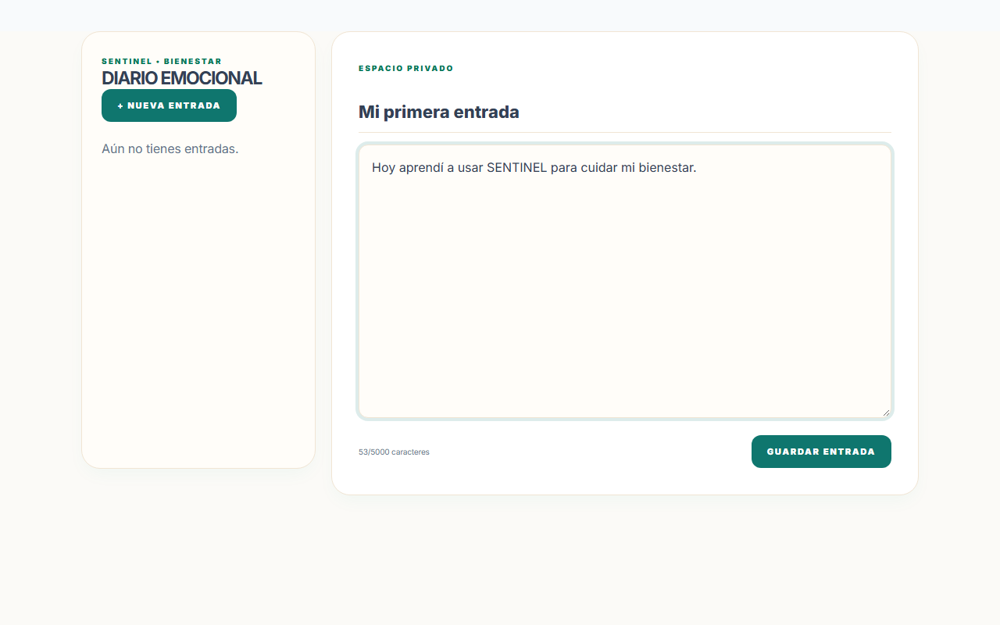 SENTINEL • BIENESTAR
DIARIO EMOCIONAL
+ NUEVA ENTRADA
Aún no tienes entradas.
ESPACIO PRIVADO
Mi primera entrada
Hoy aprendí a usar SENTINEL para cuidar mi bienestar.
53/5000 caracteres
GUARDAR ENTRADA